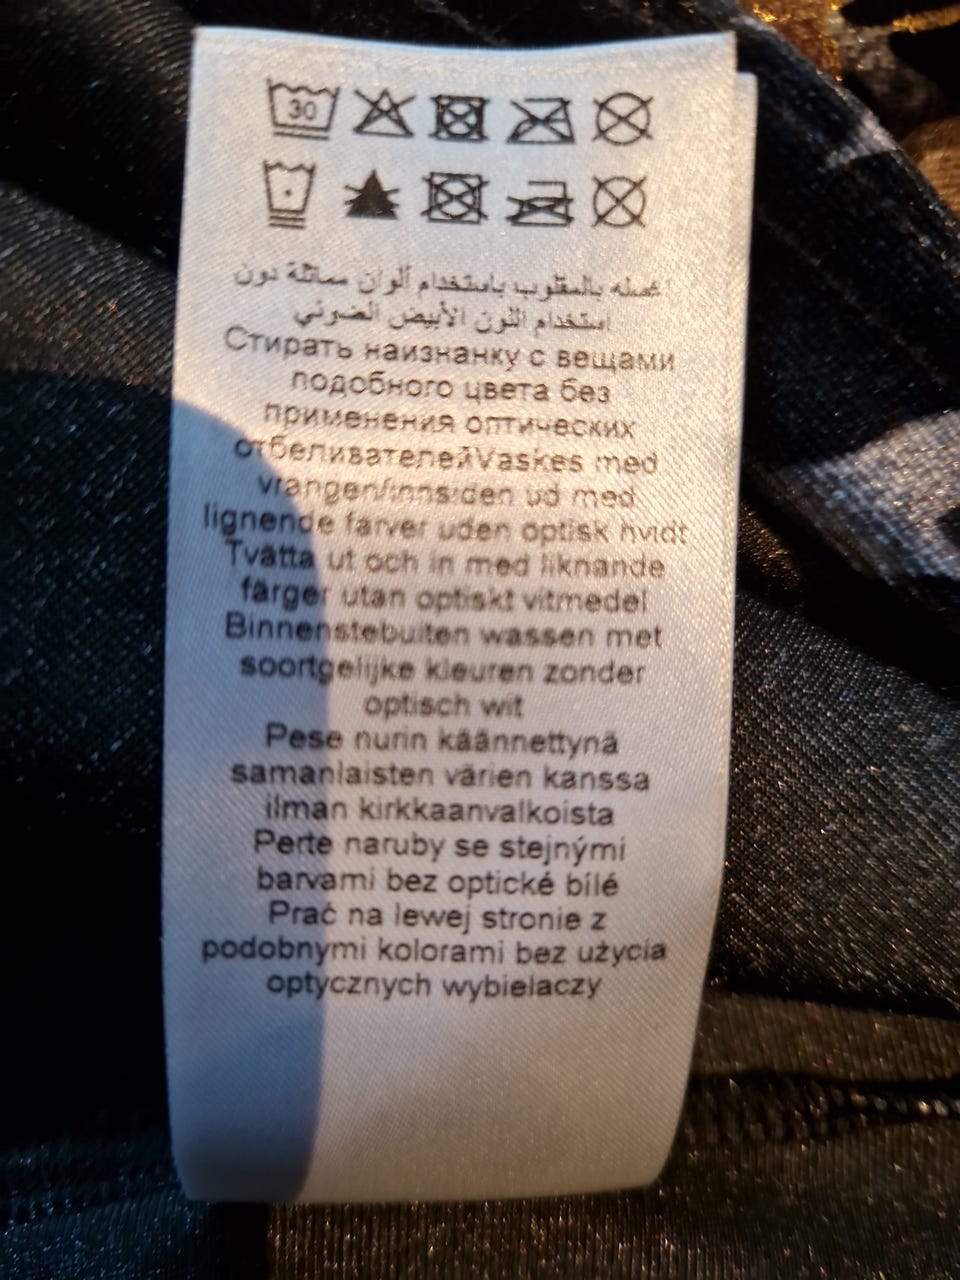 30
اغسله بالمقلوب باستخدام ألوان مماثلة دون
استخدام اللون الأبيض الضوئي
Стирать наизнанку с вещами
подобного цвета без
применения оптических
отбеливателейVaskes med
vrangen/innsiden ud med
lignende farver uden optisk hvidt
Tvätta ut och in med liknande
färger utan optiskt vitmedel
Binnenstebuiten wassen met
soortgelijke kleuren zonder
optisch wit
Pese nurin käännettynä
samanlaisten värien kanssa
ilman kirkkaanvalkoista
Perte naruby se stejnými
barvami bez optické bílé
Prać na lewej stronie z
podobnymi kolorami bez użycia
optycznych wybielaczy